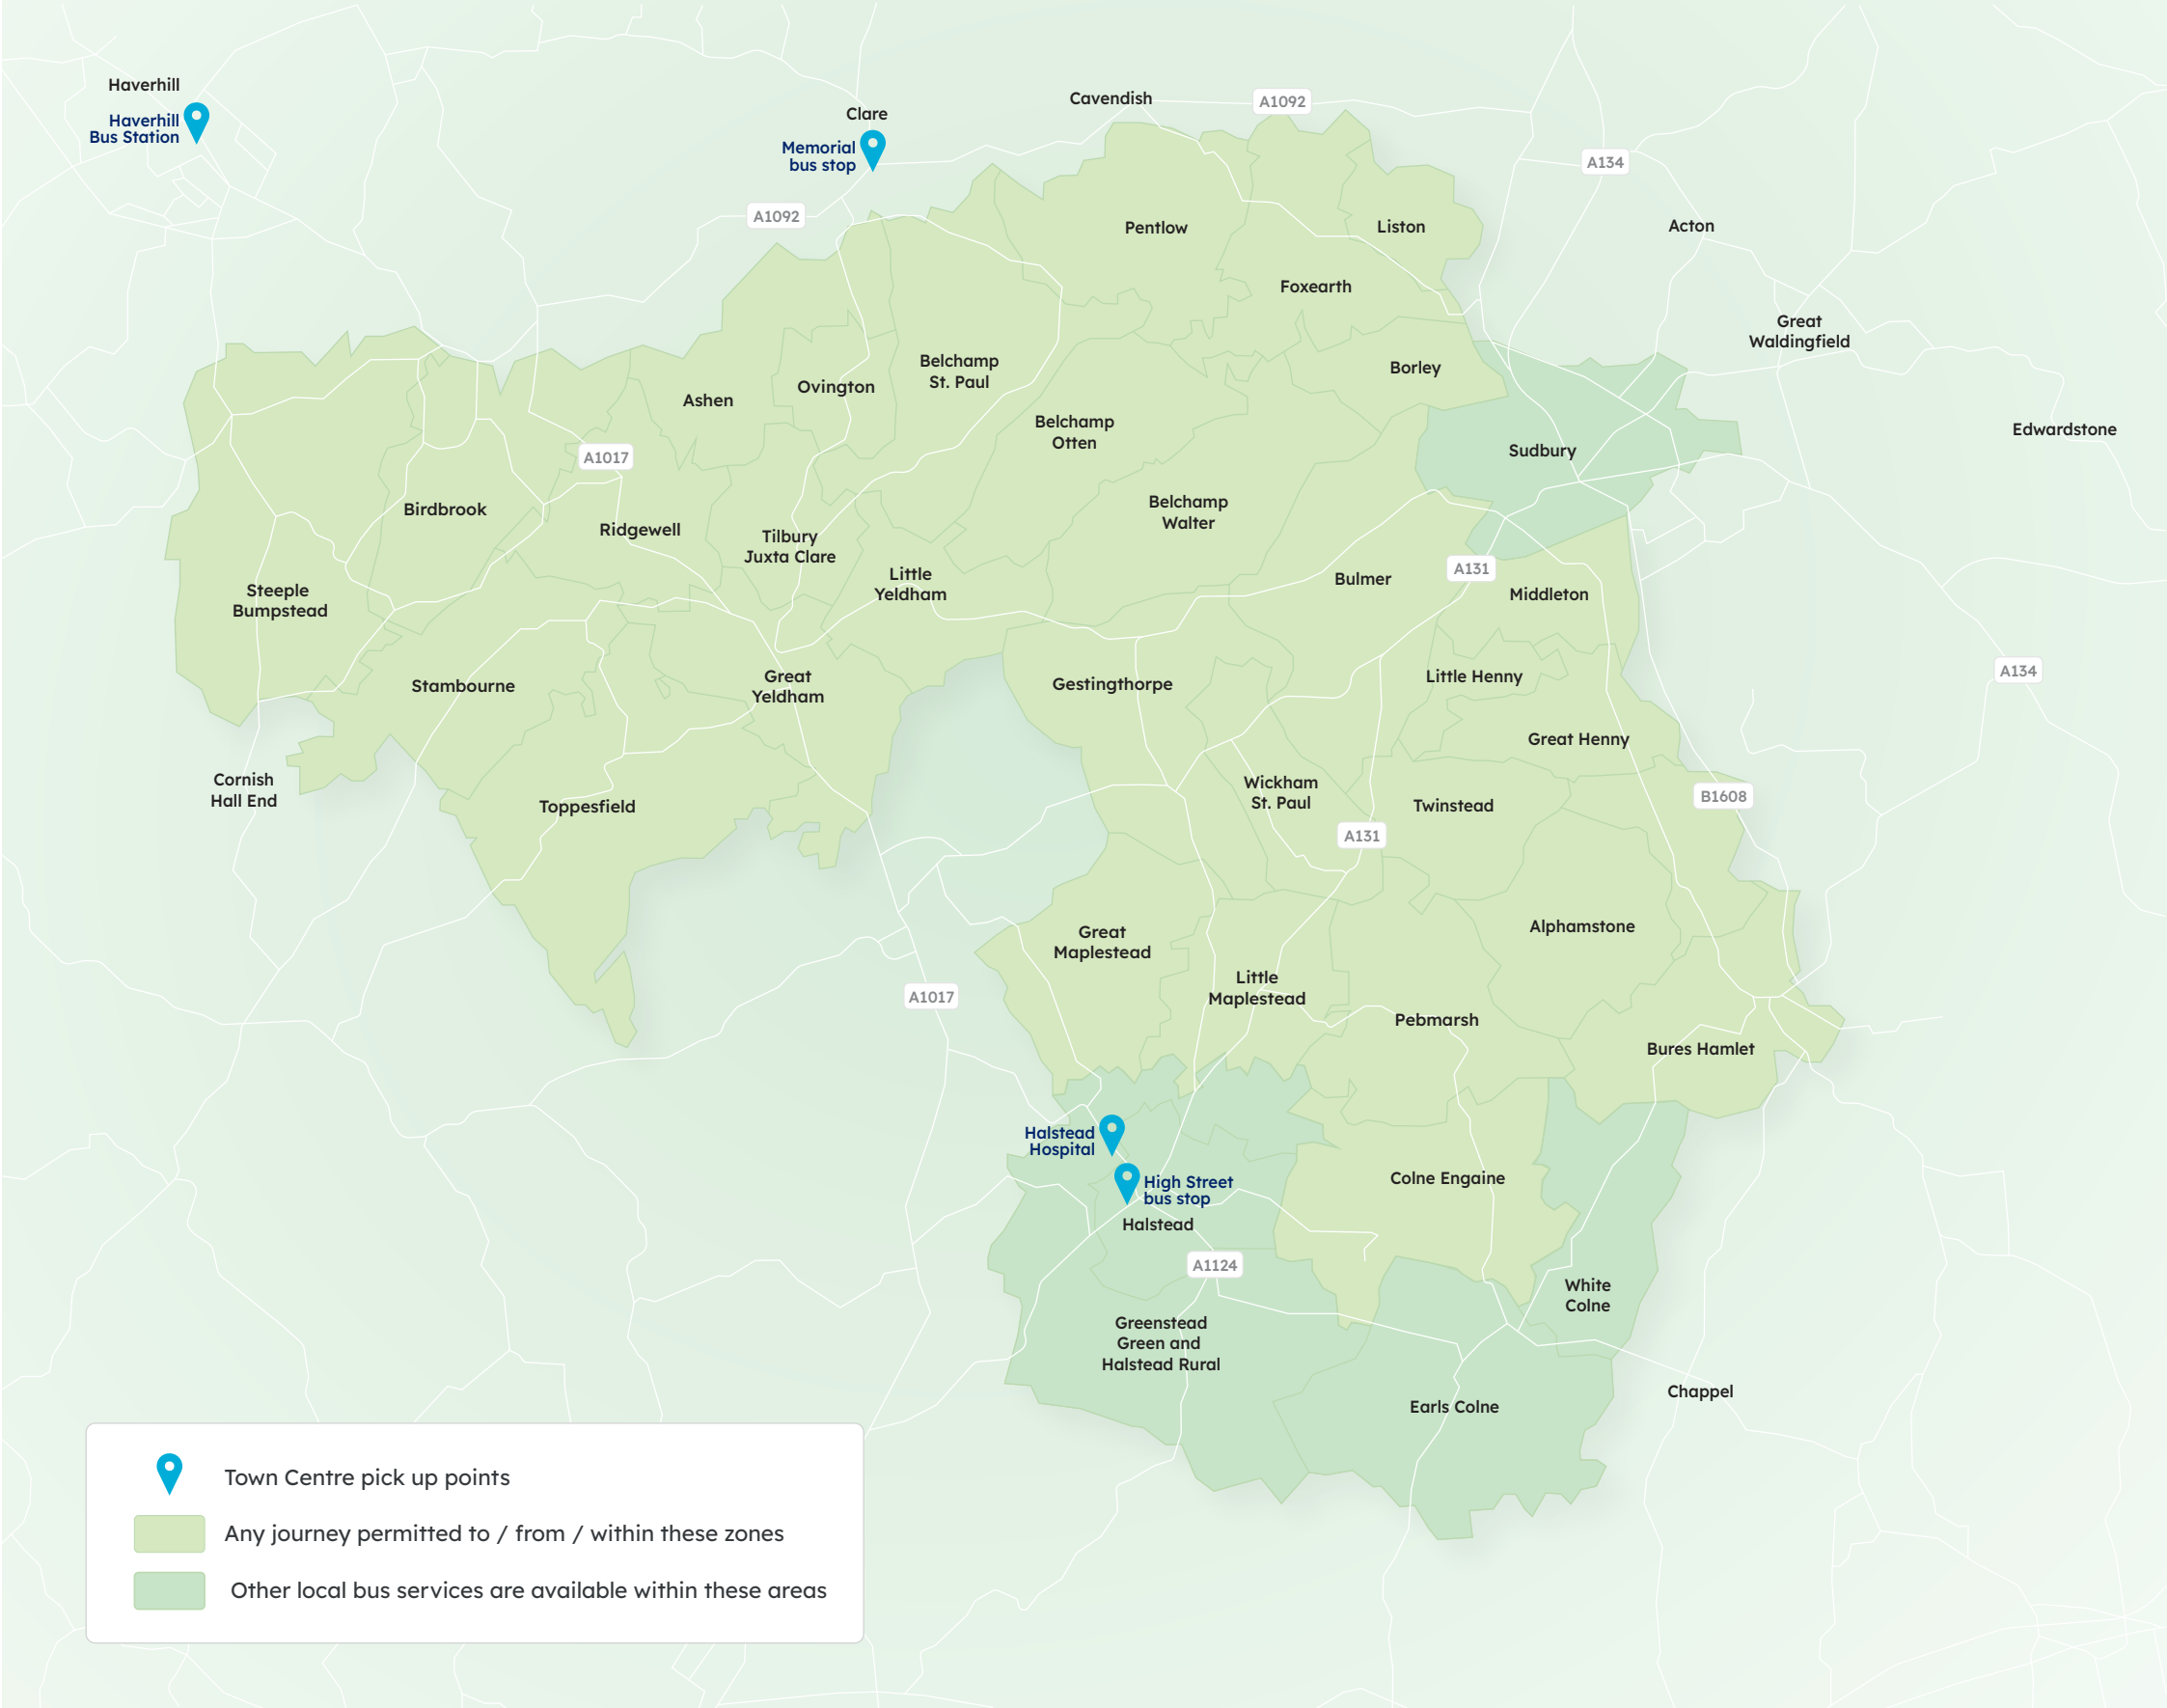 Haverhill
Haverhill
Bus Station
Clare
Memorial
bus stop
Cavendish
A1092
A134
A1092
Pentlow
Liston
Acton
Foxearth
Great
Waldingfield
Borley
Belchamp
St. Paul
Ovington
Ashen
Belchamp
Otten
Edwardstone
Sudbury
A1017
Birdbrook
Belchamp
Walter
Ridgewell
Tilbury
Juxta Clare
Little
Yeldham
Bulmer
A131
Middleton
Steeple
Bumpstead
Stambourne
Great
Yeldham
Gestingthorpe
Little Henny
A134
Great Henny
Cornish
Hall End
Toppesfield
Wickham
St. Paul
Twinstead
B1608
A131
Great
Maplestead
Alphamstone
Little
Maplestead
A1017
Pebmarsh
Bures Hamlet
Halstead
Hospital
High Street
bus stop
Halstead
Colne Engaine
A1124
White
Colne
Greenstead
Green and
Halstead Rural
Earls Colne
Chappel
Town Centre pick up points
Any journey permitted to / from / within these zones
Other local bus services are available within these areas